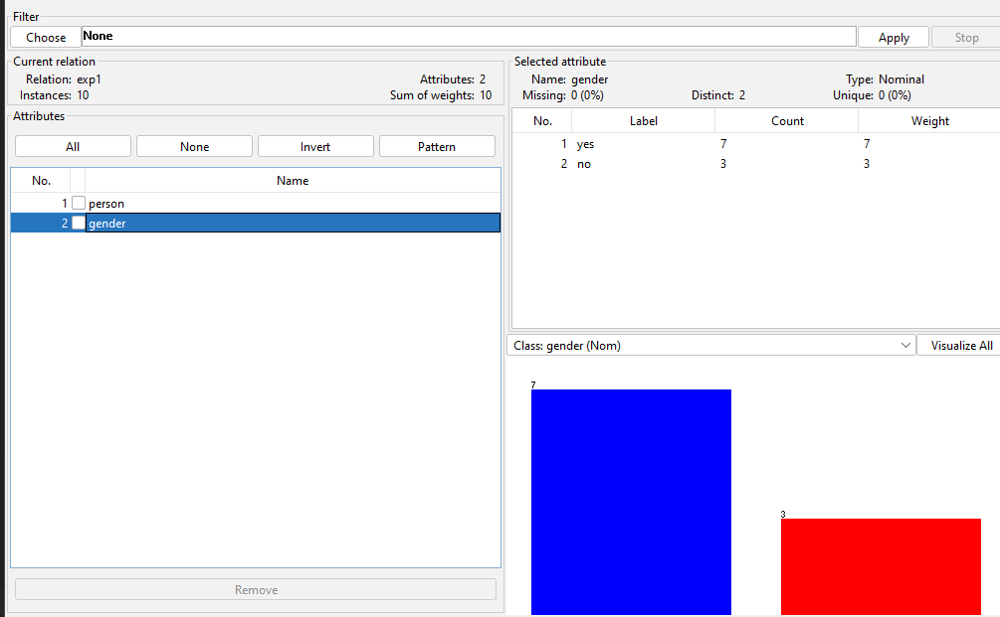 Filter
Choose None Apply Stop
Current relation
Relation: exp1 Attributes: 2
Instances: 10 Sum of weights: 10
Attributes
All None Invert Pattern
No. Name
1 person
2 gender
Remove
Selected attribute
Name: gender Type: Nominal
Missing: 0 (0%) Distinct: 2 Unique: 0 (0%)
No. Label Count Weight
1 yes 7 7
2 no 3 3
Class: gender (Nom) Visualize All
7
3